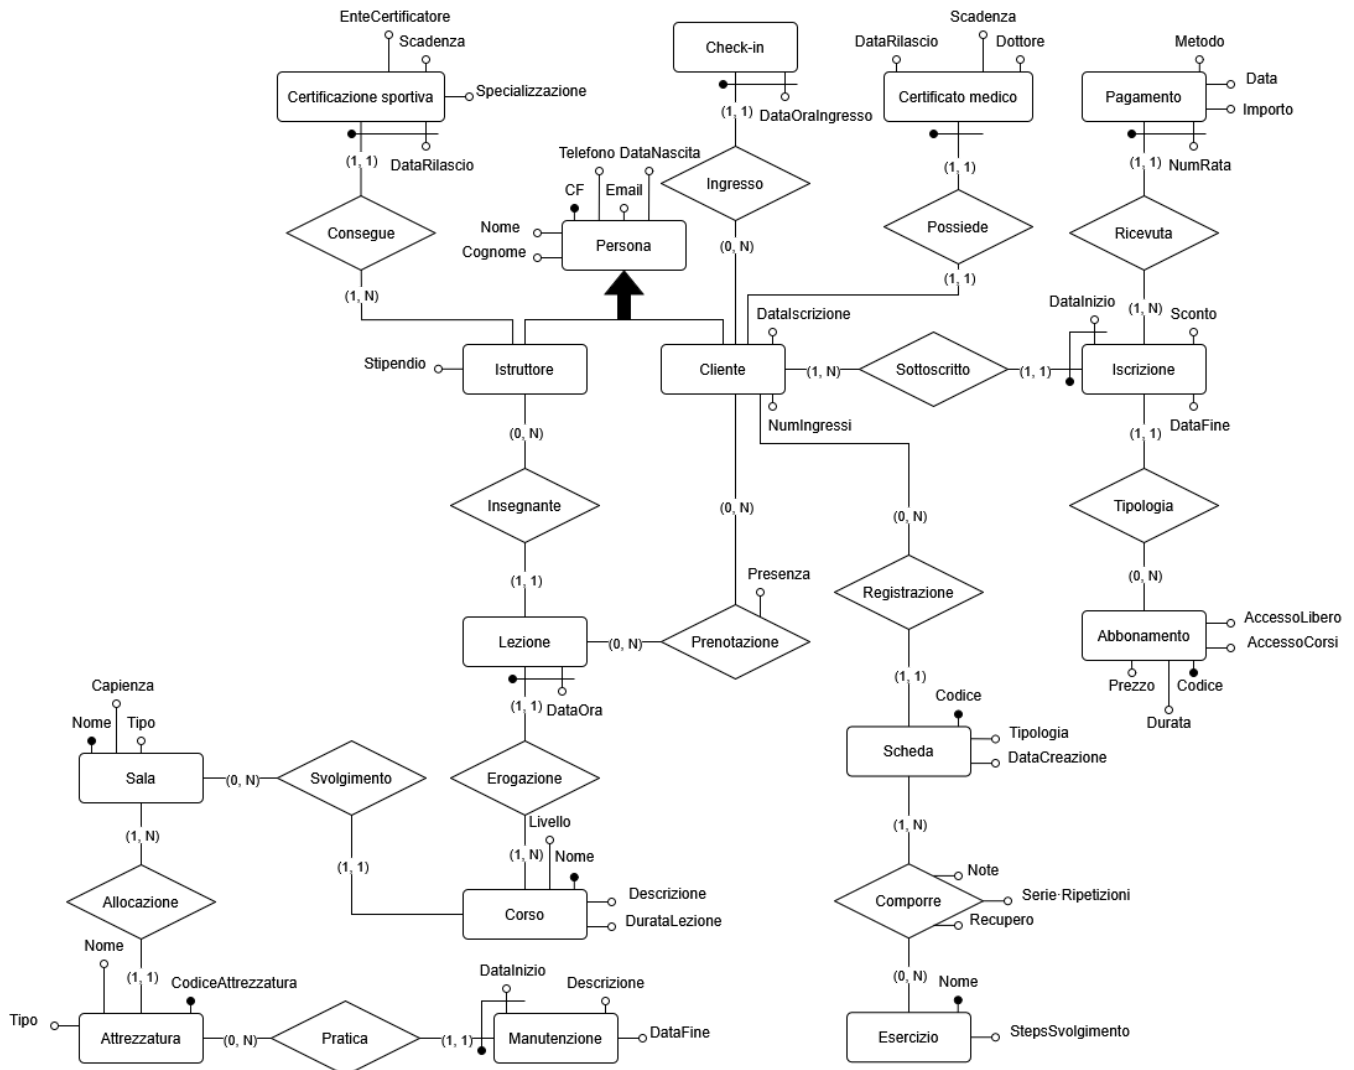 EnteCertificatore
Scadenza
Certificazione sportiva
Specializzazione
DataRilascio
(1, 1)
Consegue
(1, N)
Check-in
DataOraIngresso
(1, 1)
Ingresso
(0, N)
Scadenza
DataRilascio
Dottore
Certificato medico
(1, 1)
Possiede
(1, 1)
Metodo
Data
Pagamento
Importo
NumRata
(1, 1)
Ricevuta
(1, N)
Telefono
DataNascita
CF
Email
Nome
Cognome
Persona
Stipendio
Istruttore
DataIscrizione
Cliente
NumIngressi
(1, N)
Sottoscritto
(1, 1)
DataInizio
Sconto
Iscrizione
DataFine
(0, N)
Insegnante
(1, 1)
(0, N)
(0, N)
(1, 1)
Tipologia
(0, N)
Presenza
Registrazione
Lezione
(0, N)
Prenotazione
DataOra
(1, 1)
AccessoLibero
Abbonamento
AccessoCorsi
Prezzo
Codice
Durata
(1, 1)
Codice
Tipologia
Scheda
DataCreazione
Capienza
Nome
Tipo
Sala
(0, N)
Svolgimento
(1, 1)
Erogazione
(1, N)
Livello
Nome
Descrizione
Corso
DurataLezione
(1, N)
Allocazione
(1, 1)
(1, N)
Note
Comporre
Serie·Ripetizioni
Recupero
(0, N)
Nome
CodiceAttrezzatura
Tipo
Attrezzatura
(0, N)
Pratica
(1, 1)
DataInizio
Descrizione
Manutenzione
DataFine
Nome
Esercizio
StepsSvolgimento